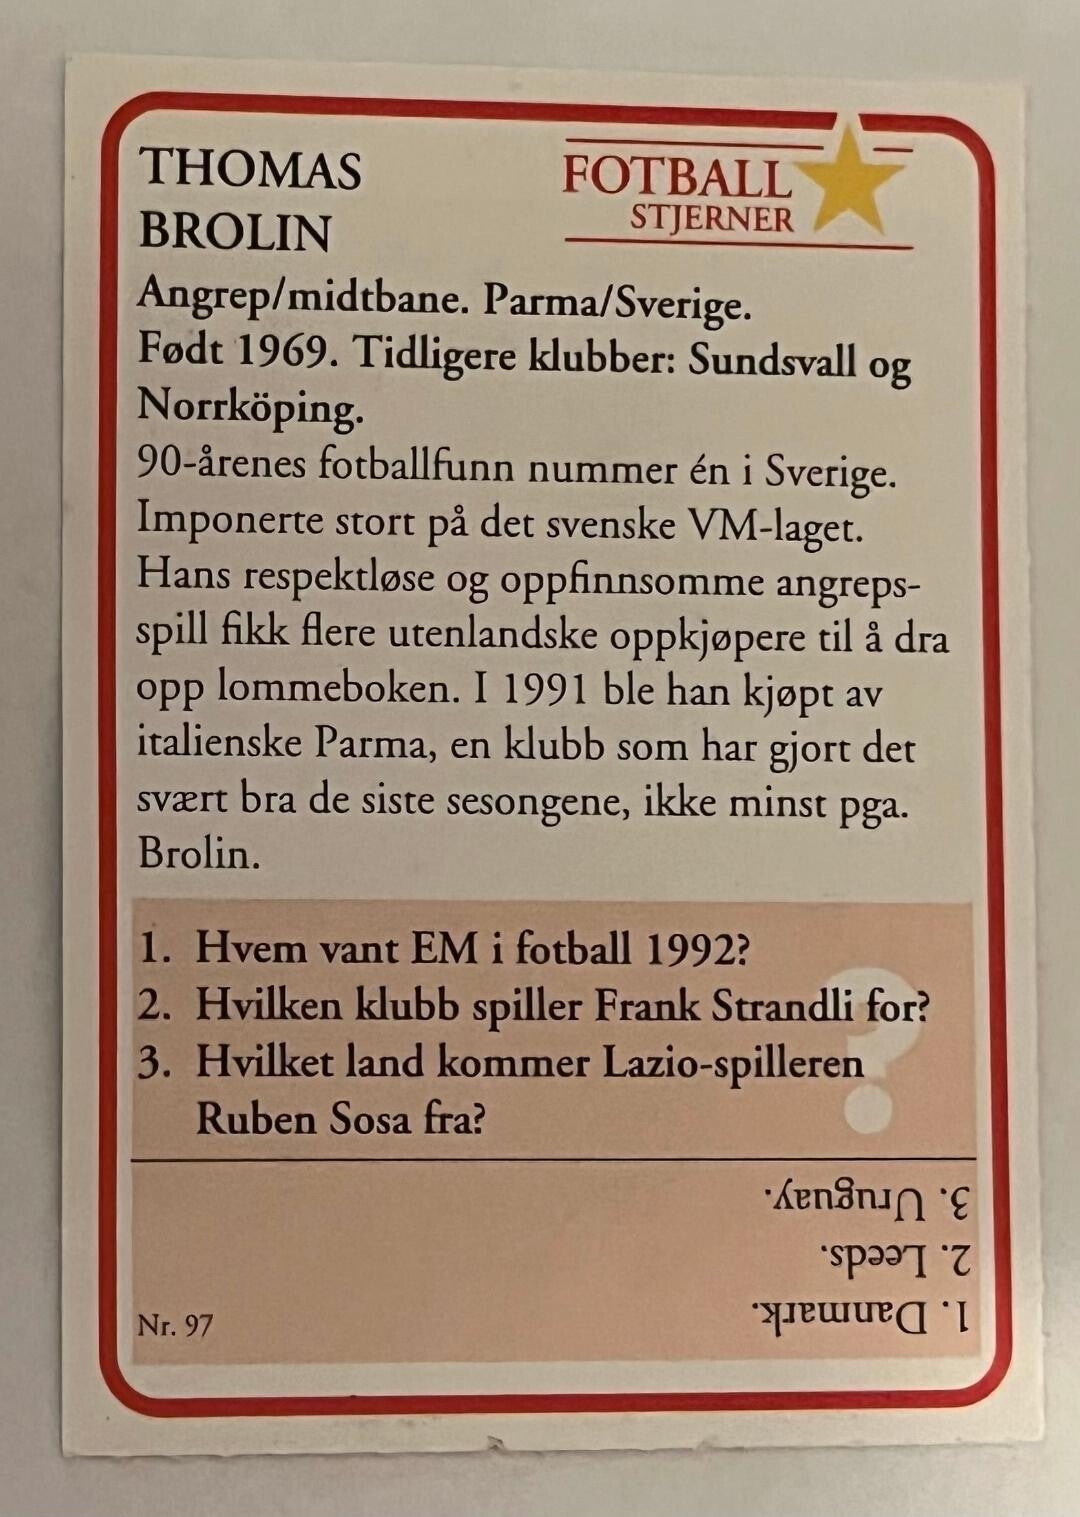 THOMAS
BROLIN
FOTBALL
STJERNER
Angrep/midtbane. Parma/Sverige.
Født 1969. Tidligere klubber: Sundsvall og
Norrköping.
90-årenes fotballfunn nummer én i Sverige.
Imponerte stort på det svenske VM-laget.
Hans respektløse og oppfinnsomme angreps-
spill fikk flere utenlandske oppkjøpere til å dra
opp lommeboken. I 1991 ble han kjøpt av
italienske Parma, en klubb som har gjort det
svært bra de siste sesongene, ikke minst pga.
Brolin.
1. Hvem vant EM i fotball 1992?
2. Hvilken klubb spiller Frank Strandli for?
3. Hvilket land kommer Lazio-spilleren
Ruben Sosa fra?
?
1. Danmark.
2. Leeds.
3. Uruguay.
Nr. 97